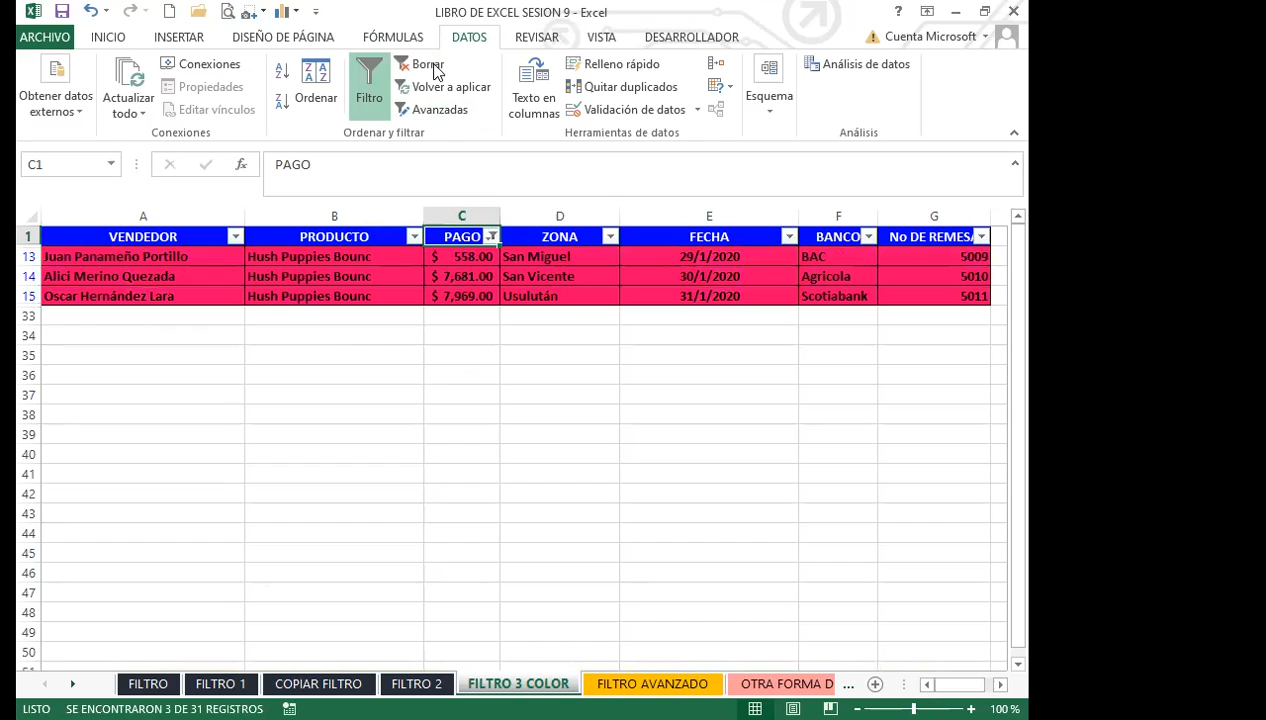 LIBRO DE EXCEL SESION 9 - Excel
?
ARCHIVO INICIO INSERTAR DISEÑO DE PÁGINA FÓRMULAS DATOS REVISAR VISTA DESARROLLADOR Cuenta Microsoft
Obtener datos externos
Actualizar todo
Conexiones
Propiedades
Editar vínculos
Conexiones
Ordenar
Filtro
Borrar
Volver a aplicar
Avanzadas
Ordenar y filtrar
Texto en columnas
Relleno rápido
Quitar duplicados
Validación de datos
Herramientas de datos
Esquema
Análisis de datos
Análisis
C1 fx PAGO
A B C D E F G
1 VENDEDOR PRODUCTO PAGO ZONA FECHA BANCO No DE REMESA
13 Juan Panameño Portillo Hush Puppies Bounc $ 558.00 San Miguel 29/1/2020 BAC 5009
14 Alici Merino Quezada Hush Puppies Bounc $ 7,681.00 San Vicente 30/1/2020 Agricola 5010
15 Oscar Hernández Lara Hush Puppies Bounc $ 7,969.00 Usulután 31/1/2020 Scotiabank 5011
33
34
35
36
37
38
39
40
41
42
43
44
45
46
47
48
49
50
FILTRO FILTRO 1 COPIAR FILTRO FILTRO 2 FILTRO 3 COLOR FILTRO AVANZADO OTRA FORMA D ...
LISTO SE ENCONTRARON 3 DE 31 REGISTROS 100 %